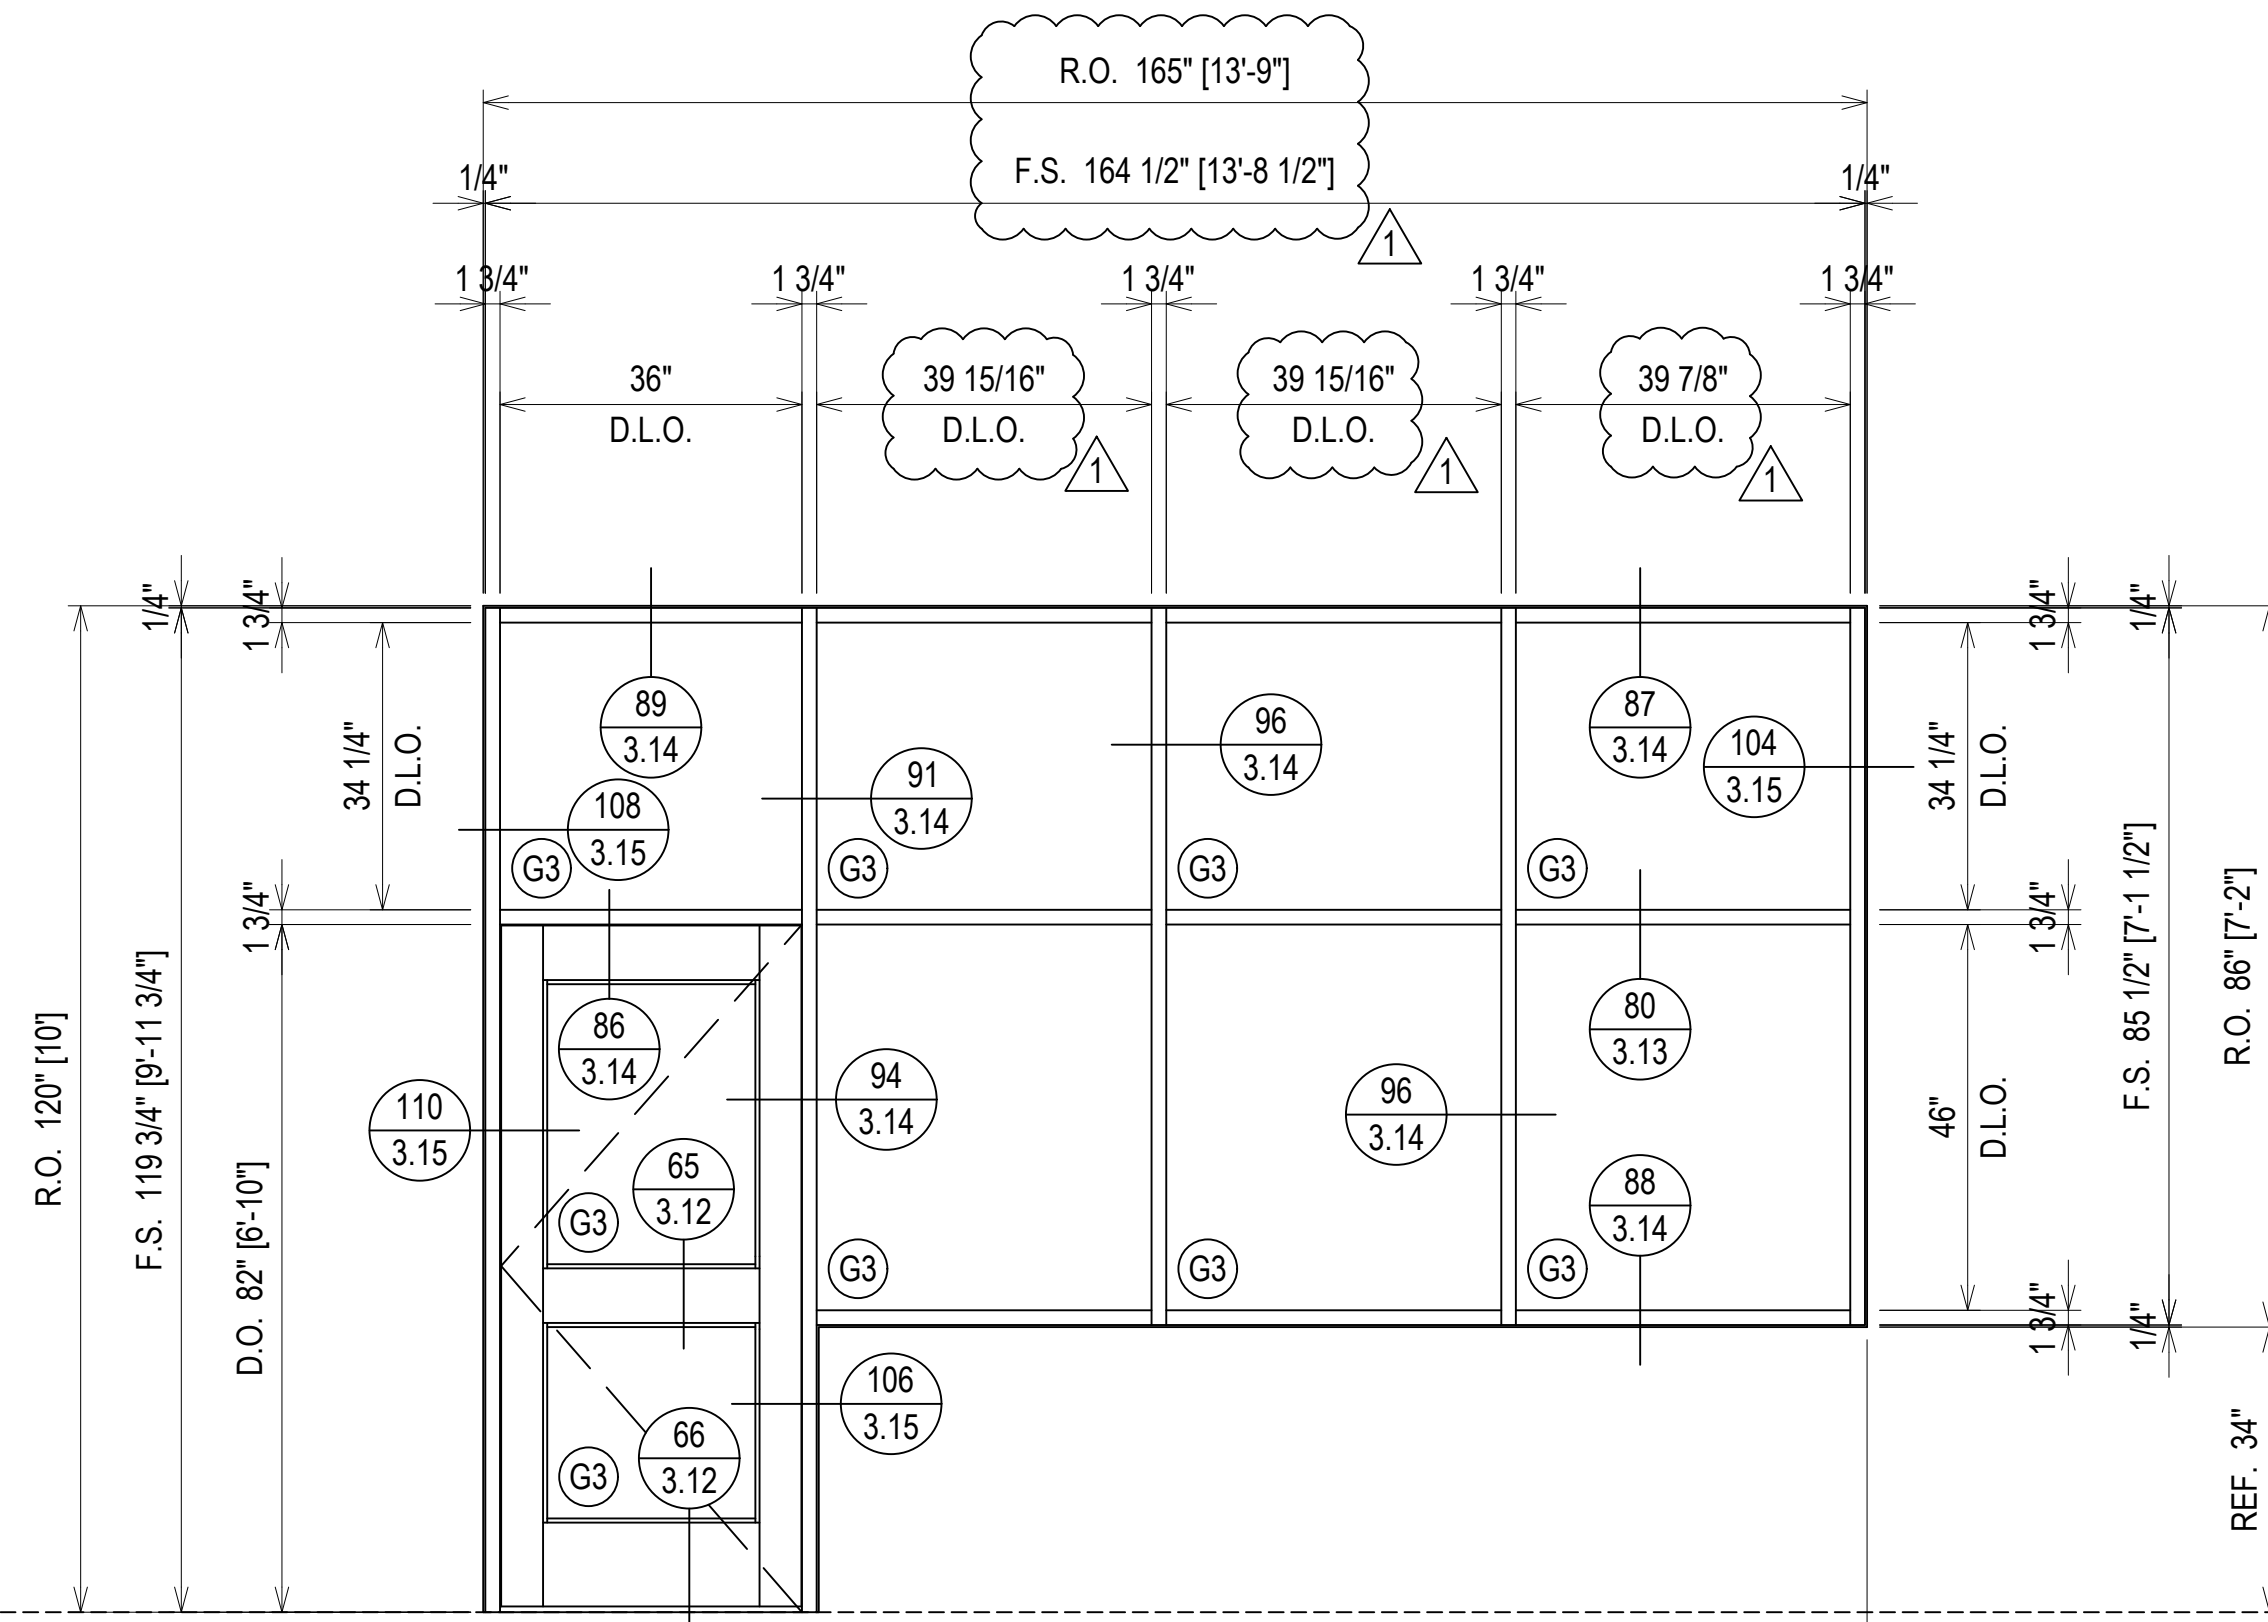 R.O. 165" [13'-9"]
F.S. 164 1/2" [13'-8 1/2"]
1/4"
1/4"
1
1 3/4"
1 3/4"
1 3/4"
1 3/4"
1 3/4"
36"
D.L.O.
39 15/16"
D.L.O.
1
39 15/16"
D.L.O.
1
39 7/8"
D.L.O.
1
R.O. 120" [10']
F.S. 119 3/4" [9'-11 3/4"]
1/4"
1 3/4"
34 1/4"
D.L.O.
1 3/4"
D.O. 82" [6'-10"]
89
3.14
108
3.15
G3
91
3.14
G3
96
3.14
G3
87
3.14
104
3.15
G3
86
3.14
110
3.15
65
3.12
G3
94
3.14
G3
96
3.14
G3
80
3.13
88
3.14
G3
106
3.15
66
3.12
G3
1 3/4"
1/4"
34 1/4"
D.L.O.
1 3/4"
46"
D.L.O.
1 3/4"
1/4"
F.S. 85 1/2" [7'-1 1/2"]
R.O. 86" [7'-2"]
REF. 34"